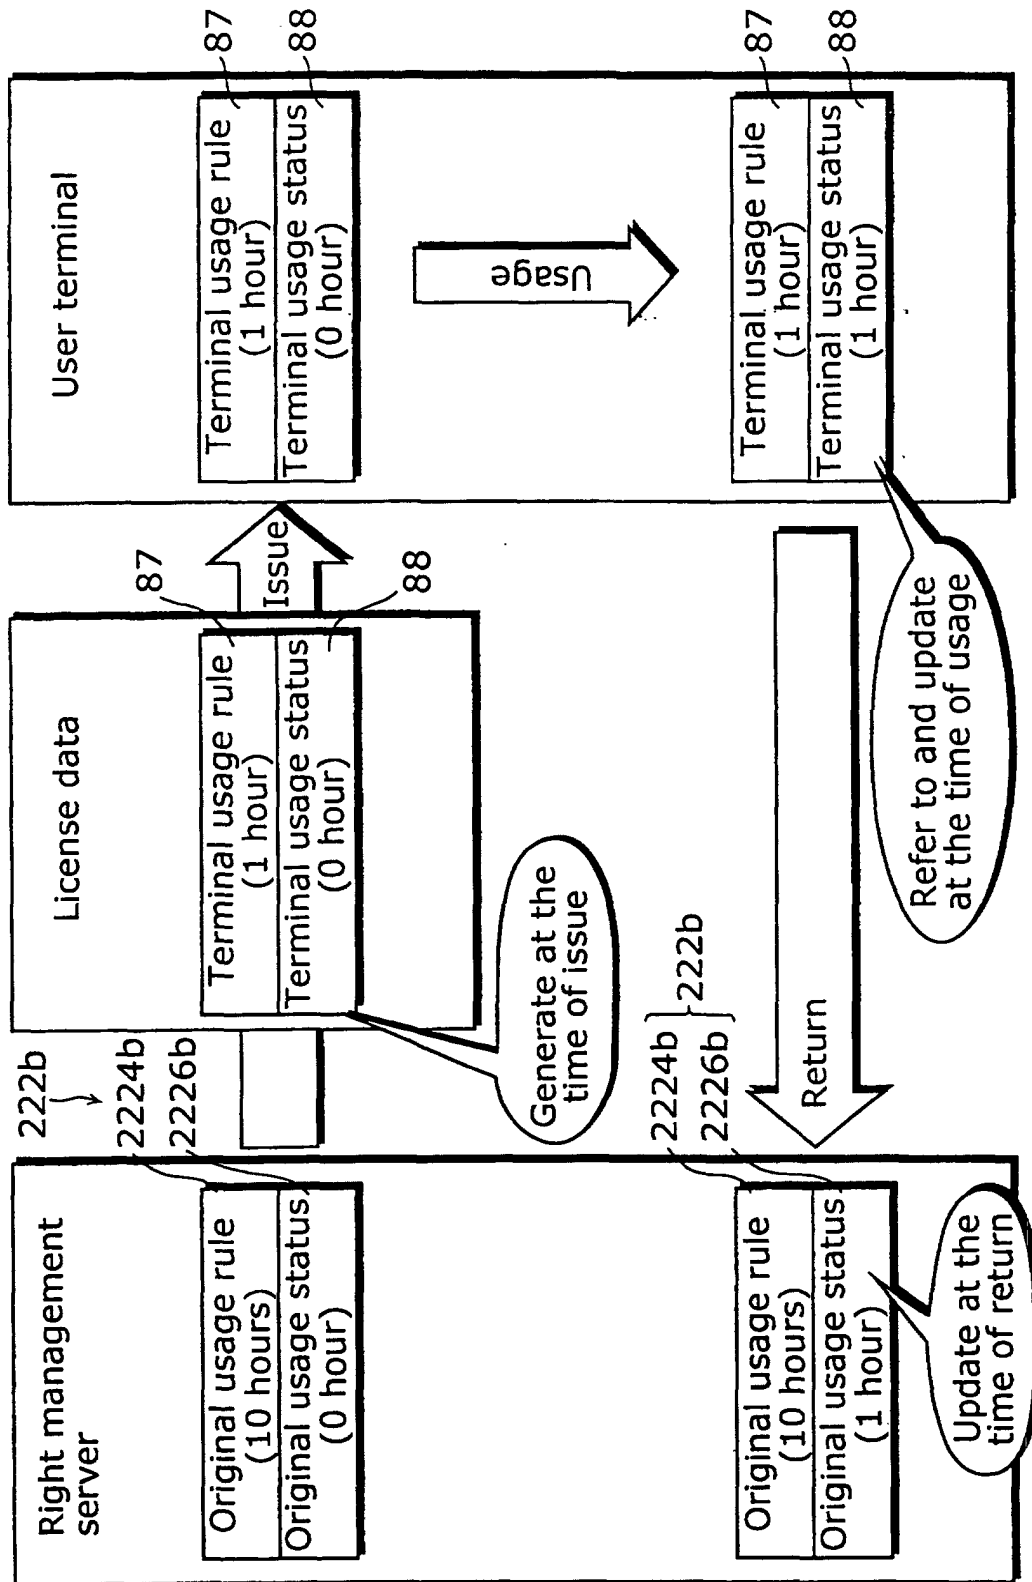 Right management
server
Original usage rule
(10 hours)
Original usage status
(0 hour)
222b
2224b
2226b
License data
Terminal usage rule
(1 hour)
Terminal usage status
(0 hour)
87
88
Generate at the
time of issue
Issue
User terminal
Terminal usage rule
(1 hour)
Terminal usage status
(0 hour)
87
88
Usage
Terminal usage rule
(1 hour)
Terminal usage status
(1 hour)
87
88
Refer to and update
at the time of usage
Return
2224b
2226b
222b
Original usage rule
(10 hours)
Original usage status
(1 hour)
Update at the
time of return